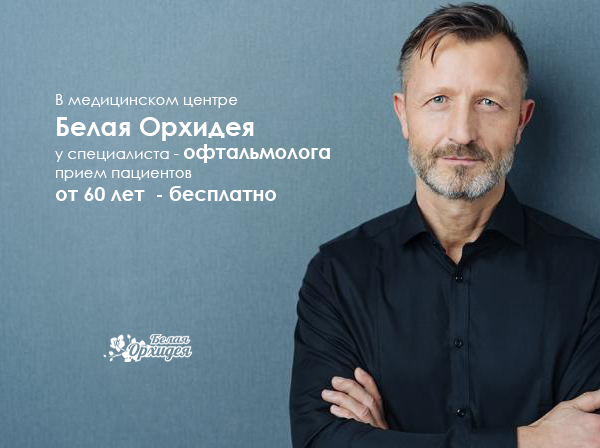 В медицинском центре
Белая Орхидея
у специалиста - офтальмолога
прием пациентов
от 60 лет - бесплатно
Белая
Орхидея